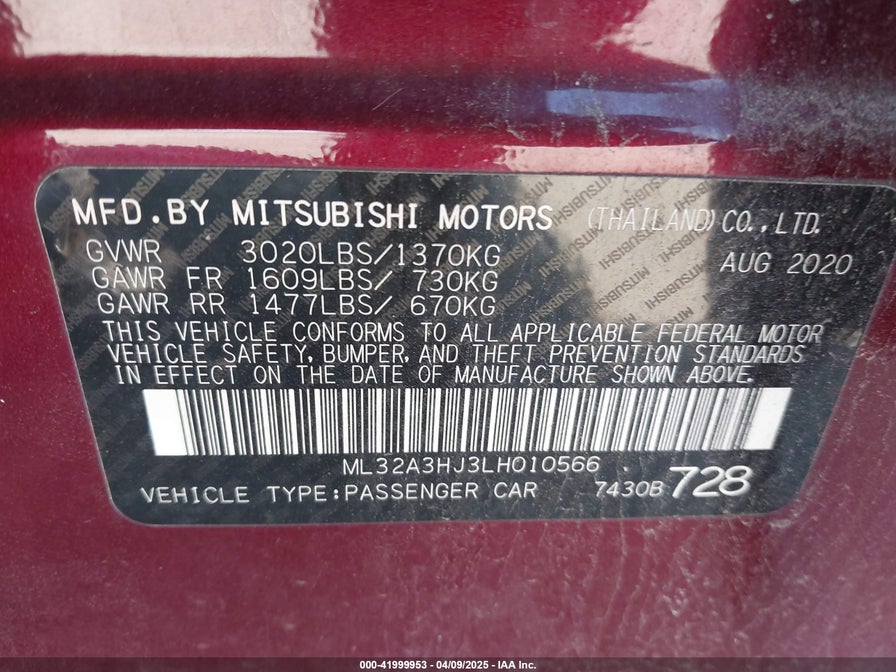 MFD.BY MITSUBISHI MOTORS (THAILAND) CO.,LTD.
GVWR 3020LBS/1370KG AUG 2020
GAWR FR 1609LBS/ 730KG
GAWR RR 1477LBS/ 670KG
THIS VEHICLE CONFORMS TO ALL APPLICABLE FEDERAL MOTOR
VEHICLE SAFETY, BUMPER, AND THEFT PREVENTION STANDARDS
IN EFFECT ON THE DATE OF MANUFACTURE SHOWN ABOVE.
ML32A3HJ3LH010566
VEHICLE TYPE:PASSENGER CAR 7430B 728
000-41999953 - 04/09/2025 - IAA Inc.